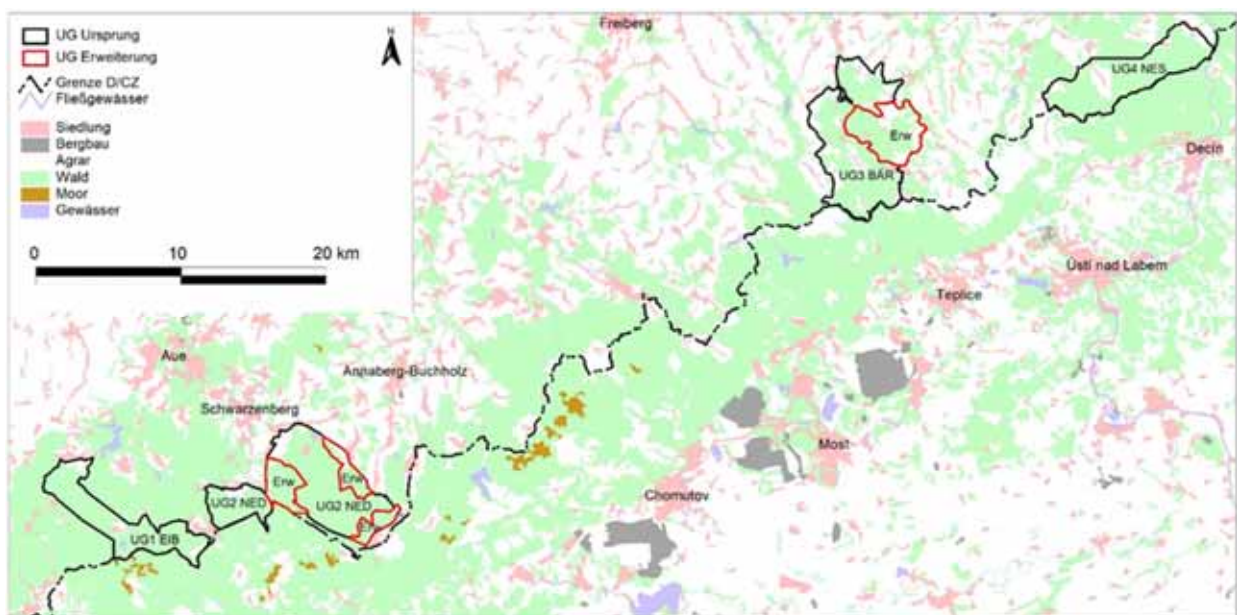 UG Ursprung
UG Erweiterung
Grenze D/CZ
Fließgewässer
Siedlung
Bergbau
Agrar
Wald
Moor
Gewässer
0 10 20 km
N
Freiberg
UG4 NES
Erw
UG3 BÄR
Decín
Ústí nad Labem
Teplice
Aue
Annaberg-Buchholz
Schwarzenberg
Most
Chomutov
Erw
Erw
UG2 NED
UG2 NED
UG1 EIB